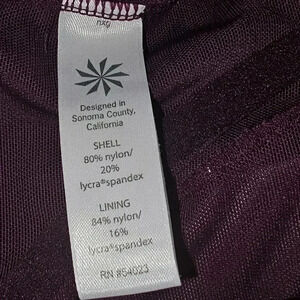 Designed in
Sonoma County,
California
SHELL
80% nylon/
20%
lycra®spandex
LINING
84% nylon/
16%
lycra®spandex
RN #54023